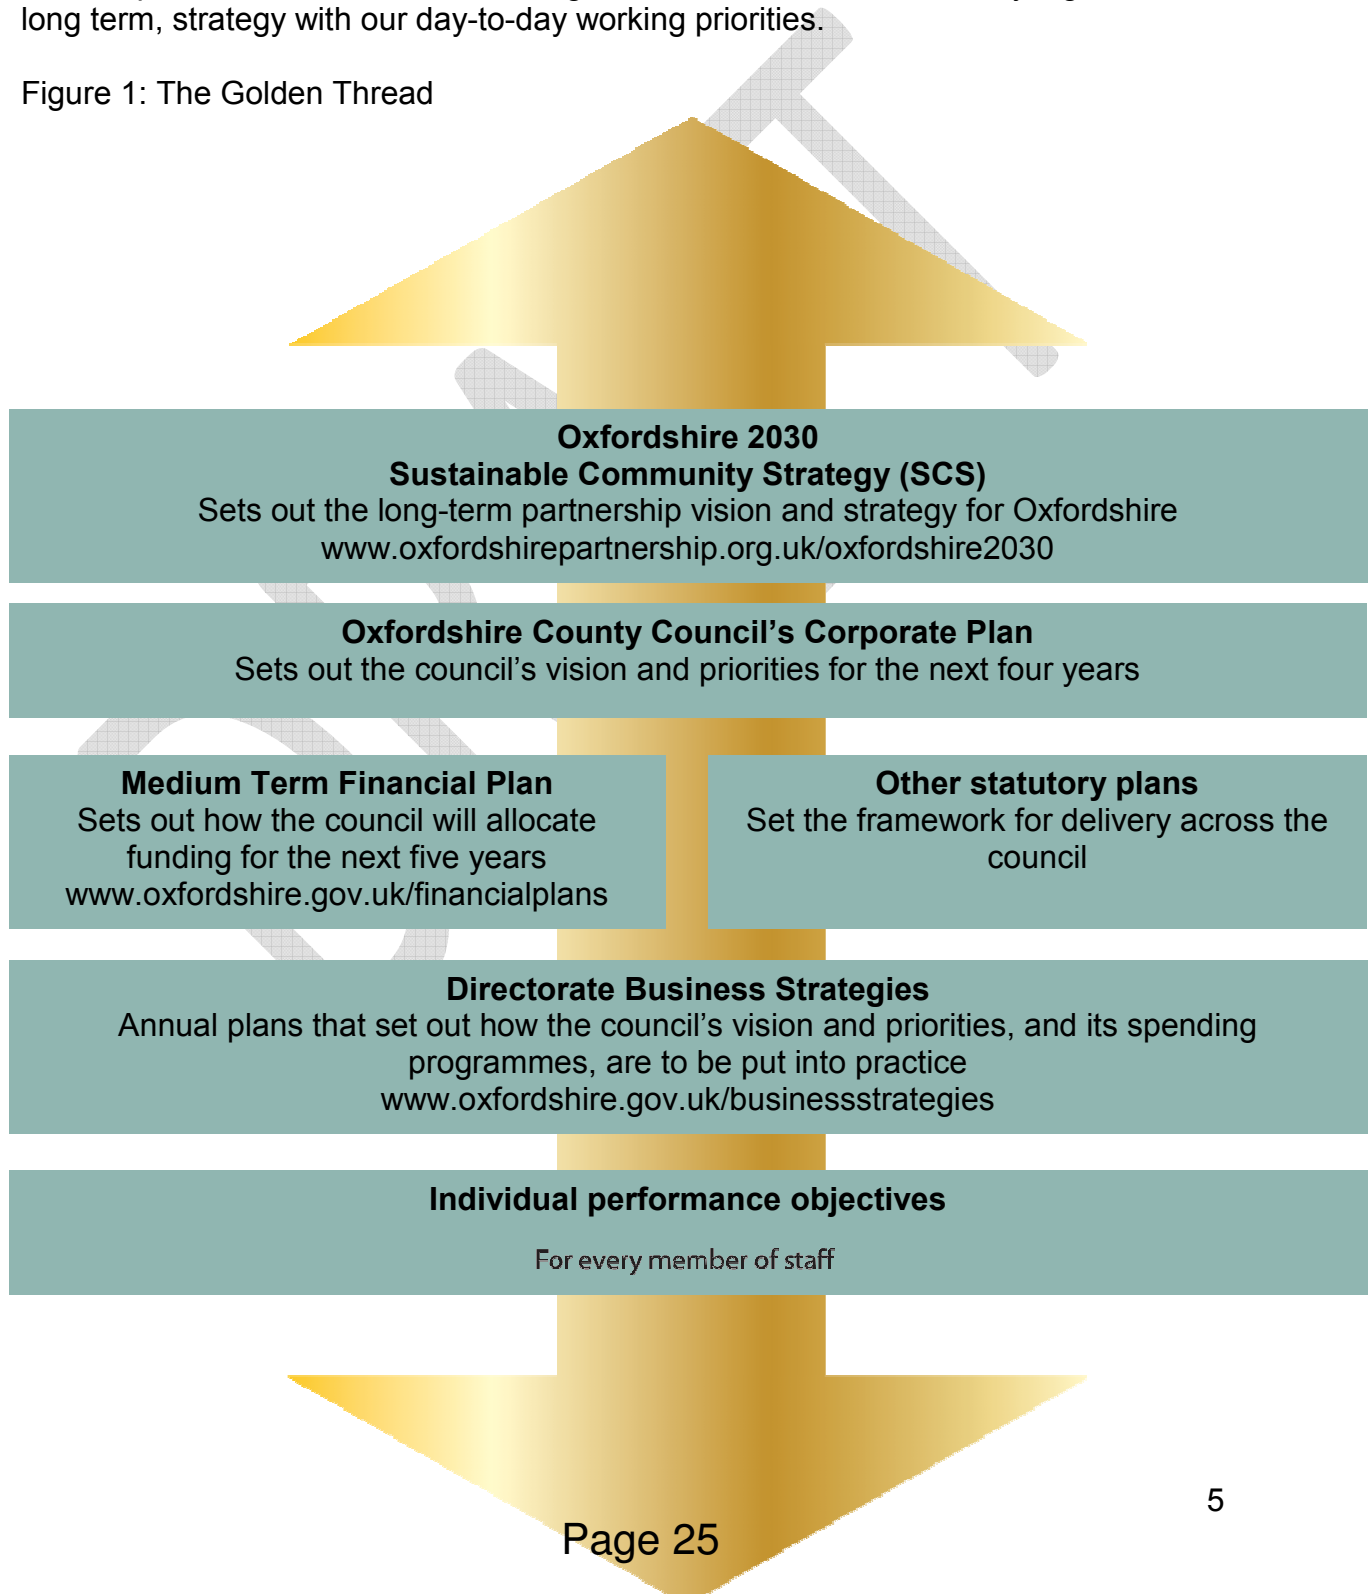 long term, strategy with our day-to-day working priorities.
Figure 1: The Golden Thread
Oxfordshire 2030
Sustainable Community Strategy (SCS)
Sets out the long-term partnership vision and strategy for Oxfordshire
www.oxfordshirepartnership.org.uk/oxfordshire2030
Oxfordshire County Council’s Corporate Plan
Sets out the council’s vision and priorities for the next four years
Medium Term Financial Plan
Sets out how the council will allocate
funding for the next five years
www.oxfordshire.gov.uk/financialplans
Other statutory plans
Set the framework for delivery across the
council
Directorate Business Strategies
Annual plans that set out how the council’s vision and priorities, and its spending
programmes, are to be put into practice
www.oxfordshire.gov.uk/businessstrategies
Individual performance objectives
For every member of staff
5
Page 25